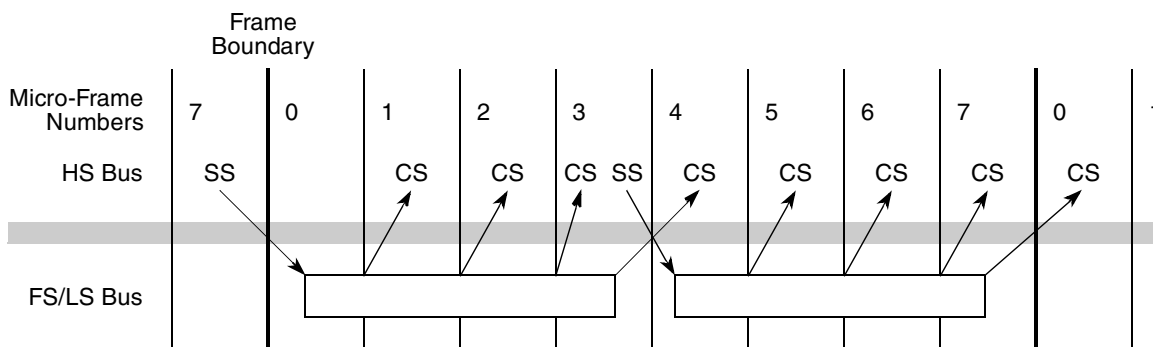 Frame
Boundary
Micro-Frame
Numbers
7 0 1 2 3 4 5 6 7 0
HS Bus
SS CS CS CS SS CS CS CS CS CS
FS/LS Bus